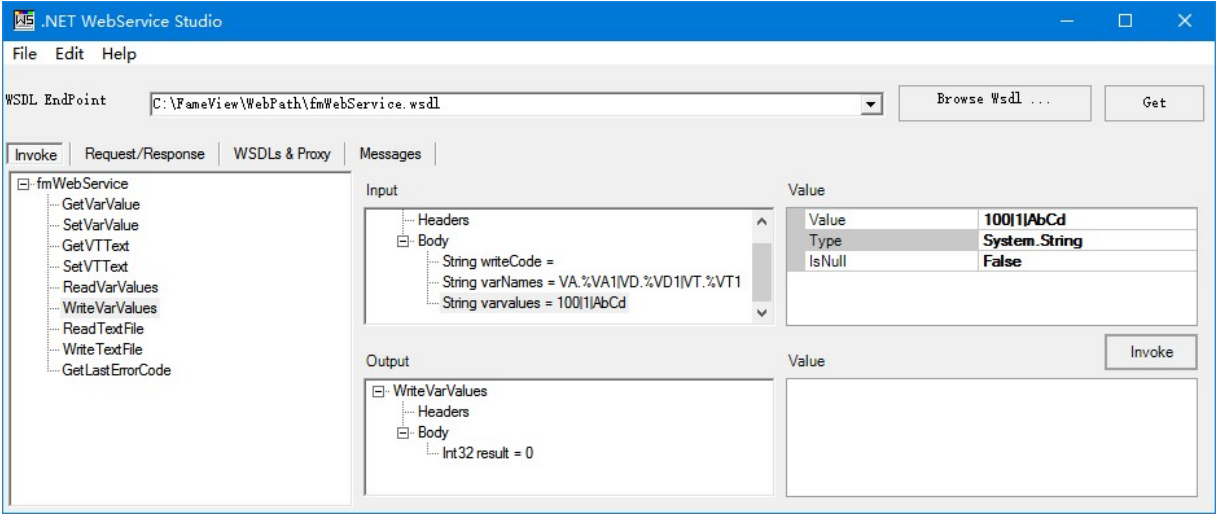 WS .NET WebService Studio
File Edit Help
WSDL EndPoint C:\FameView\WebPath\fmWebService.wsdl Browse Wsdl ... Get
Invoke Request/Response WSDLs & Proxy Messages
fmWebService
GetVarValue
SetVarValue
GetVTText
SetVTText
ReadVarValues
WriteVarValues
ReadTextFile
WriteTextFile
GetLastErrorCode
Input
Headers
Body
String writeCode =
String varNames = VA.%VA1|VD.%VD1|VT.%VT1
String varvalues = 100|1|AbCd
Value
Value 100|1|AbCd
Type System.String
IsNull False
Output
WriteVarValues
Headers
Body
Int32 result = 0
Value
Invoke